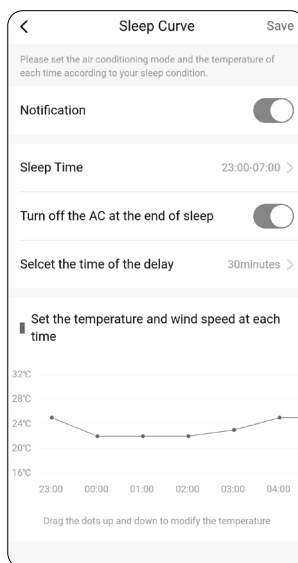 Sleep Curve
Save
Please set the air conditioning mode and the temperature of
each time according to your sleep condition.
Notification
Sleep Time
23:00-07:00
Turn off the AC at the end of sleep
Selcet the time of the delay
30minutes
Set the temperature and wind speed at each
time
32℃
28℃
24℃
20℃
16℃
23:00 00:00 01:00 02:00 03:00 04:00
Drag the dots up and down to modify the temperature